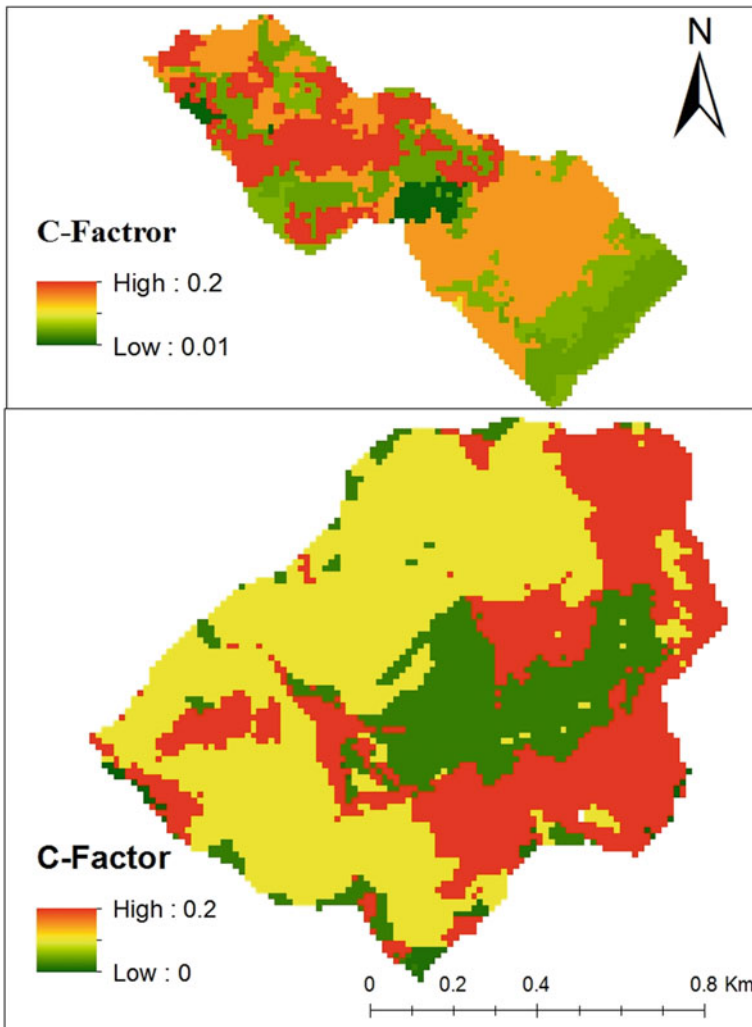 N
C-Factror
High : 0.2
Low : 0.01
C-Factor
High : 0.2
Low : 0
0 0.2 0.4 0.8 Km